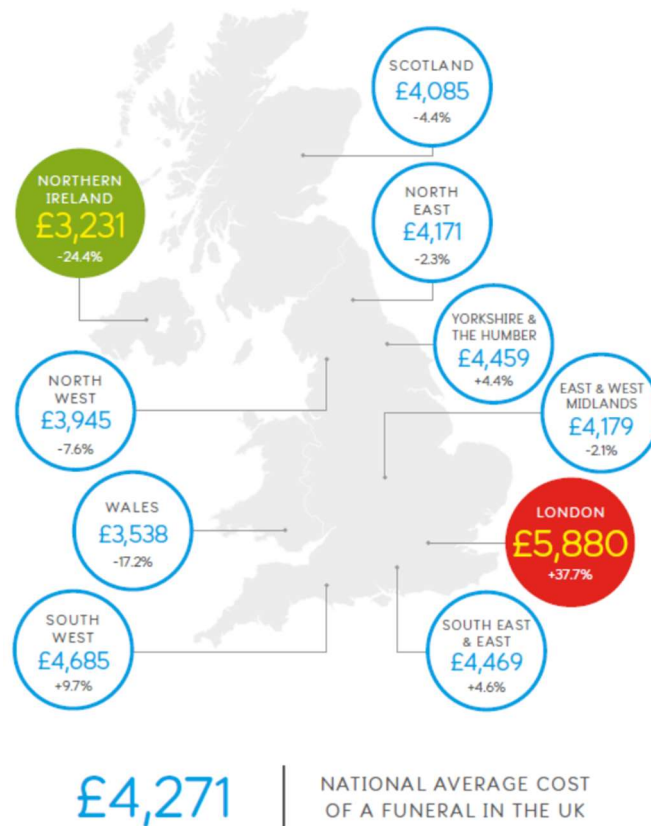 SCOTLAND
£4,085
-4.4%
NORTHERN
IRELAND
£3,231
-24.4%
NORTH
EAST
£4,171
-2.3%
YORKSHIRE &
THE HUMBER
£4,459
+4.4%
NORTH
WEST
£3,945
-7.6%
EAST & WEST
MIDLANDS
£4,179
-2.1%
WALES
£3,538
-17.2%
LONDON
£5,880
+37.7%
SOUTH
WEST
£4,685
+9.7%
SOUTH EAST
& EAST
£4,469
+4.6%
£4,271
NATIONAL AVERAGE COST
OF A FUNERAL IN THE UK